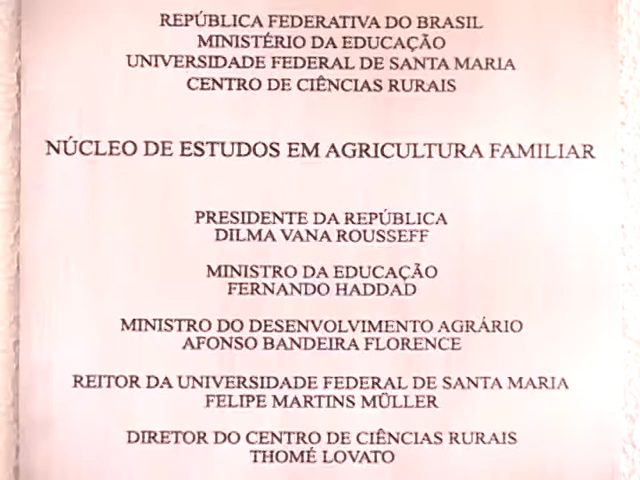 REPÚBLICA FEDERATIVA DO BRASIL
MINISTÉRIO DA EDUCAÇÃO
UNIVERSIDADE FEDERAL DE SANTA MARIA
CENTRO DE CIÊNCIAS RURAIS
NÚCLEO DE ESTUDOS EM AGRICULTURA FAMILIAR
PRESIDENTE DA REPÚBLICA
DILMA VANA ROUSSEFF
MINISTRO DA EDUCAÇÃO
FERNANDO HADDAD
MINISTRO DO DESENVOLVIMENTO AGRÁRIO
AFONSO BANDEIRA FLORENCE
REITOR DA UNIVERSIDADE FEDERAL DE SANTA MARIA
FELIPE MARTINS MÜLLER
DIRETOR DO CENTRO DE CIÊNCIAS RURAIS
THOMÉ LOVATO